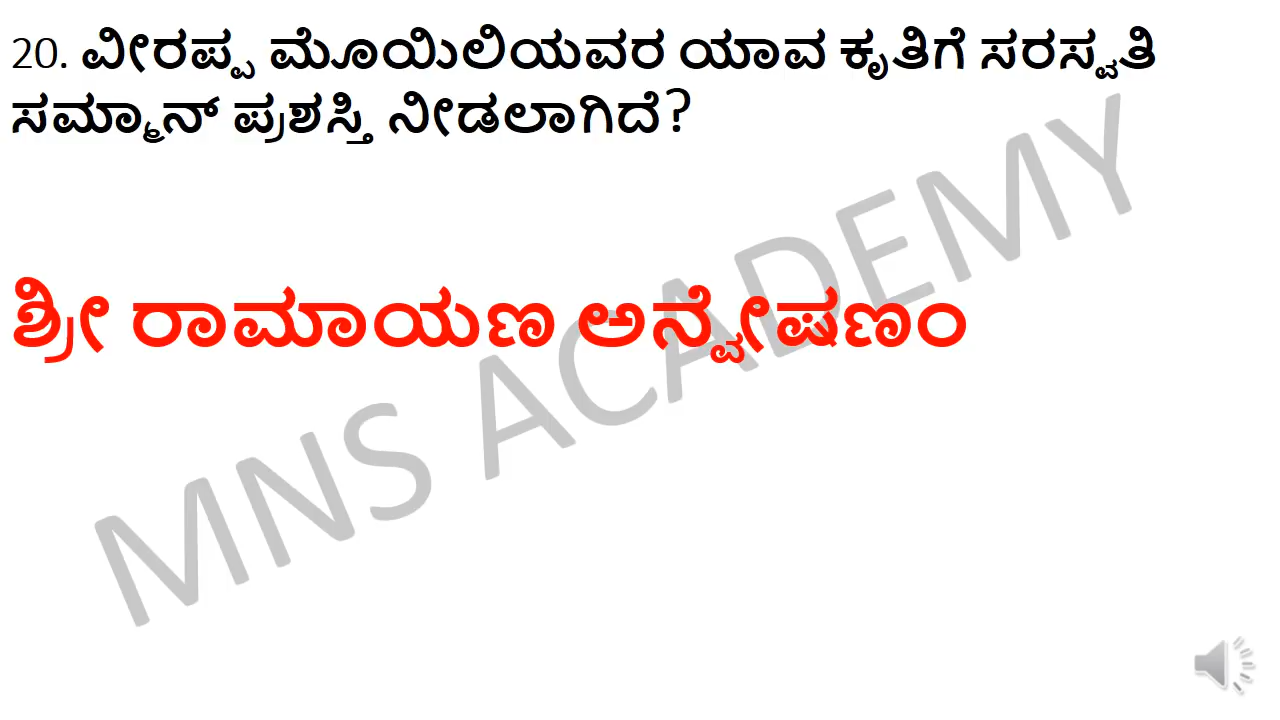 20. ವೀರಪ್ಪ ಮೊಯಿಲಿಯವರ ಯಾವ ಕೃತಿಗೆ ಸರಸ್ವತಿ
ಸಮ್ಮಾನ್ ಪ್ರಶಸ್ತಿ ನೀಡಲಾಗಿದೆ?
ಶ್ರೀ ರಾಮಾಯಣ ಅನ್ವೇಷಣಂ
MNS ACADEMY